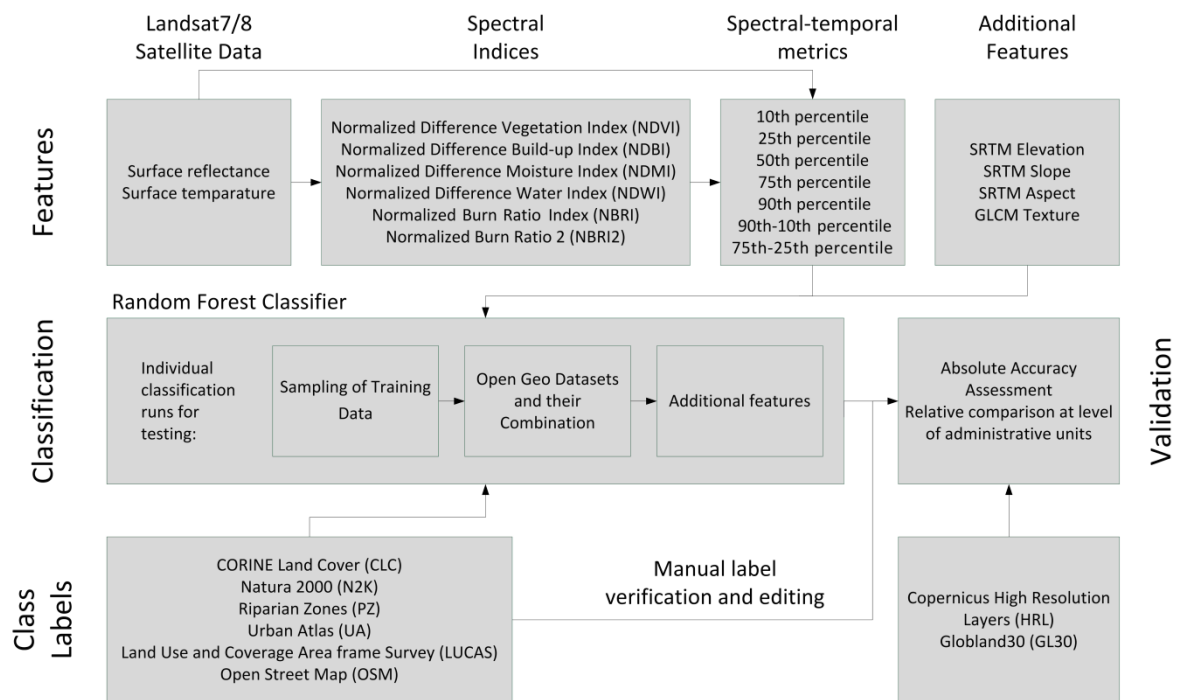 Landsat7/8
Satellite Data
Spectral
Indices
Spectral-temporal
metrics
Additional
Features
Features
Surface reflectance
Surface temparature
Normalized Difference Vegetation Index (NDVI)
Normalized Difference Build-up Index (NDBI)
Normalized Difference Moisture Index (NDMI)
Normalized Difference Water Index (NDWI)
Normalized Burn Ratio Index (NBRI)
Normalized Burn Ratio 2 (NBRI2)
10th percentile
25th percentile
50th percentile
75th percentile
90th percentile
90th-10th percentile
75th-25th percentile
SRTM Elevation
SRTM Slope
SRTM Aspect
GLCM Texture
Classification
Random Forest Classifier
Individual
classification
runs for
testing:
Sampling of Training
Data
Open Geo Datasets
and their
Combination
Additional features
Absolute Accuracy
Assessment
Relative comparison at level
of administrative units
Validation
Class
Labels
CORINE Land Cover (CLC)
Natura 2000 (N2K)
Riparian Zones (PZ)
Urban Atlas (UA)
Land Use and Coverage Area frame Survey (LUCAS)
Open Street Map (OSM)
Manual label
verification and editing
Copernicus High Resolution
Layers (HRL)
Globland30 (GL30)